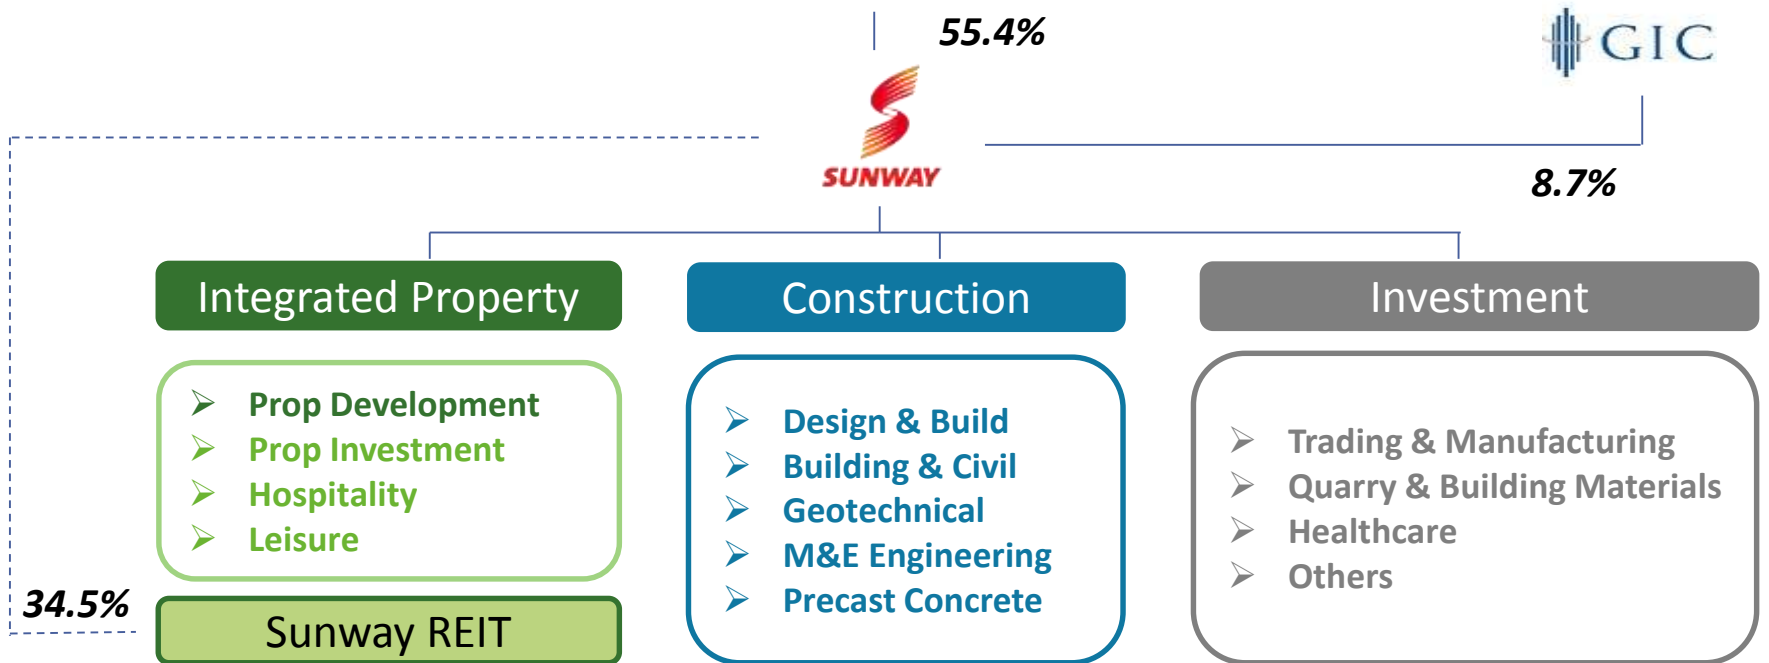 55.4%
GIC
SUNWAY
8.7%
Integrated Property
Construction
Investment
Prop Development
Prop Investment
Hospitality
Leisure
Design & Build
Building & Civil
Geotechnical
M&E Engineering
Precast Concrete
Trading & Manufacturing
Quarry & Building Materials
Healthcare
Others
34.5%
Sunway REIT